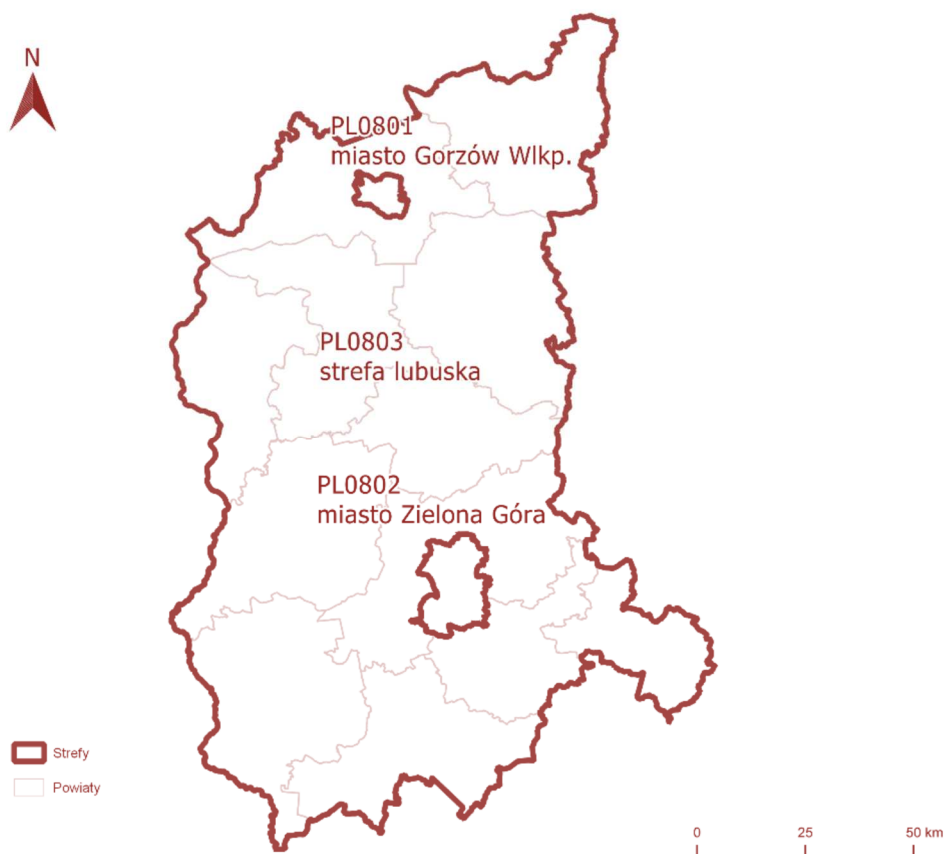 N
PL0801
miasto Gorzów Wlkp.
PL0803
strefa lubuska
PL0802
miasto Zielona Góra
Strefy
Powiaty
0 25 50 km